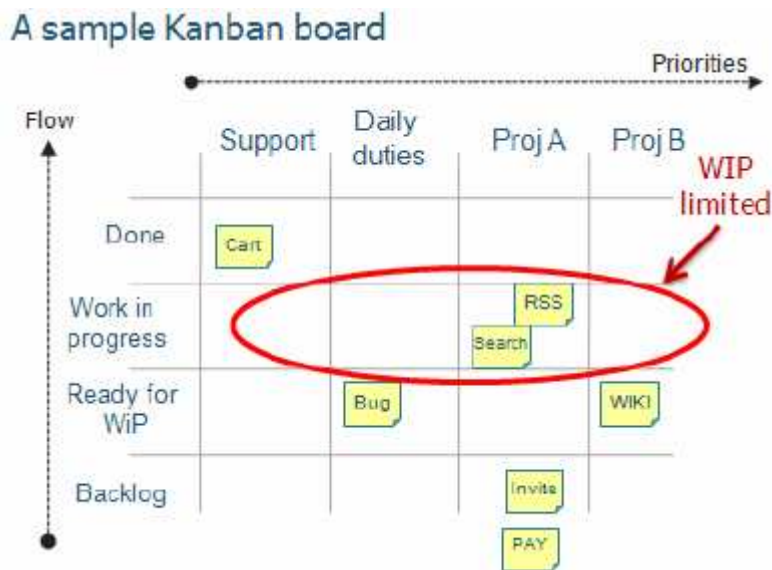 A sample Kanban board
Priorities
Flow
Support
Daily
duties
Proj A
Proj B
WIP
limited
Done
Cart
Work in
progress
RSS
Search
Ready for
WiP
Bug
WIKI
Backlog
Invite
PAY